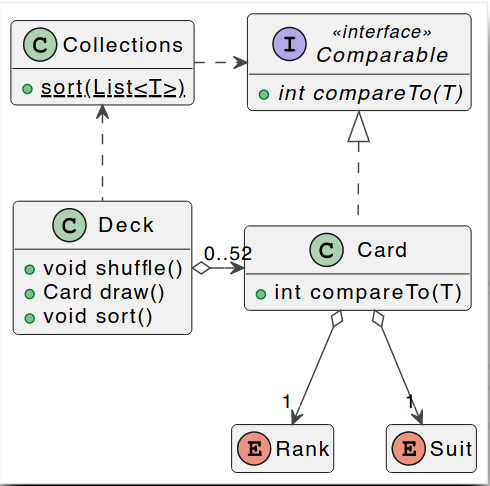 C Collections
sort(List<T>)
I «interface»
Comparable
int compareTo(T)
C Deck
void shuffle()
Card draw()
void sort()
0..52
C Card
int compareTo(T)
1
1
E Rank
E Suit